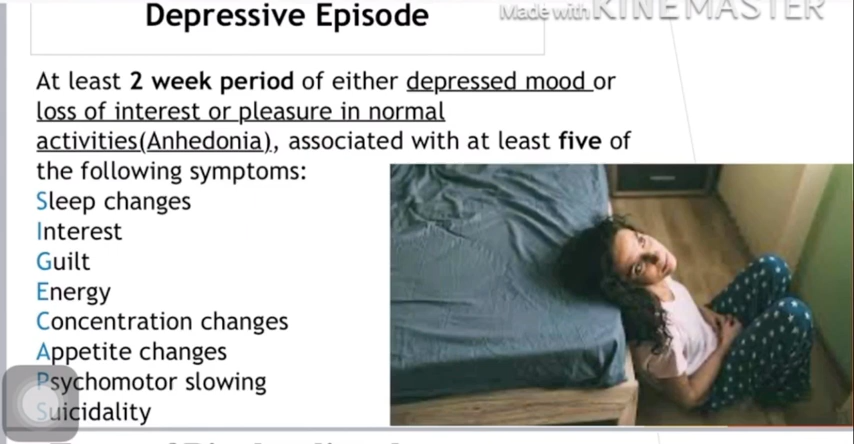 Depressive Episode
Made with KINEMASTER
At least 2 week period of either depressed mood or
loss of interest or pleasure in normal
activities(Anhedonia), associated with at least five of
the following symptoms:
Sleep changes
Interest
Guilt
Energy
Concentration changes
Appetite changes
Psychomotor slowing
Suicidality